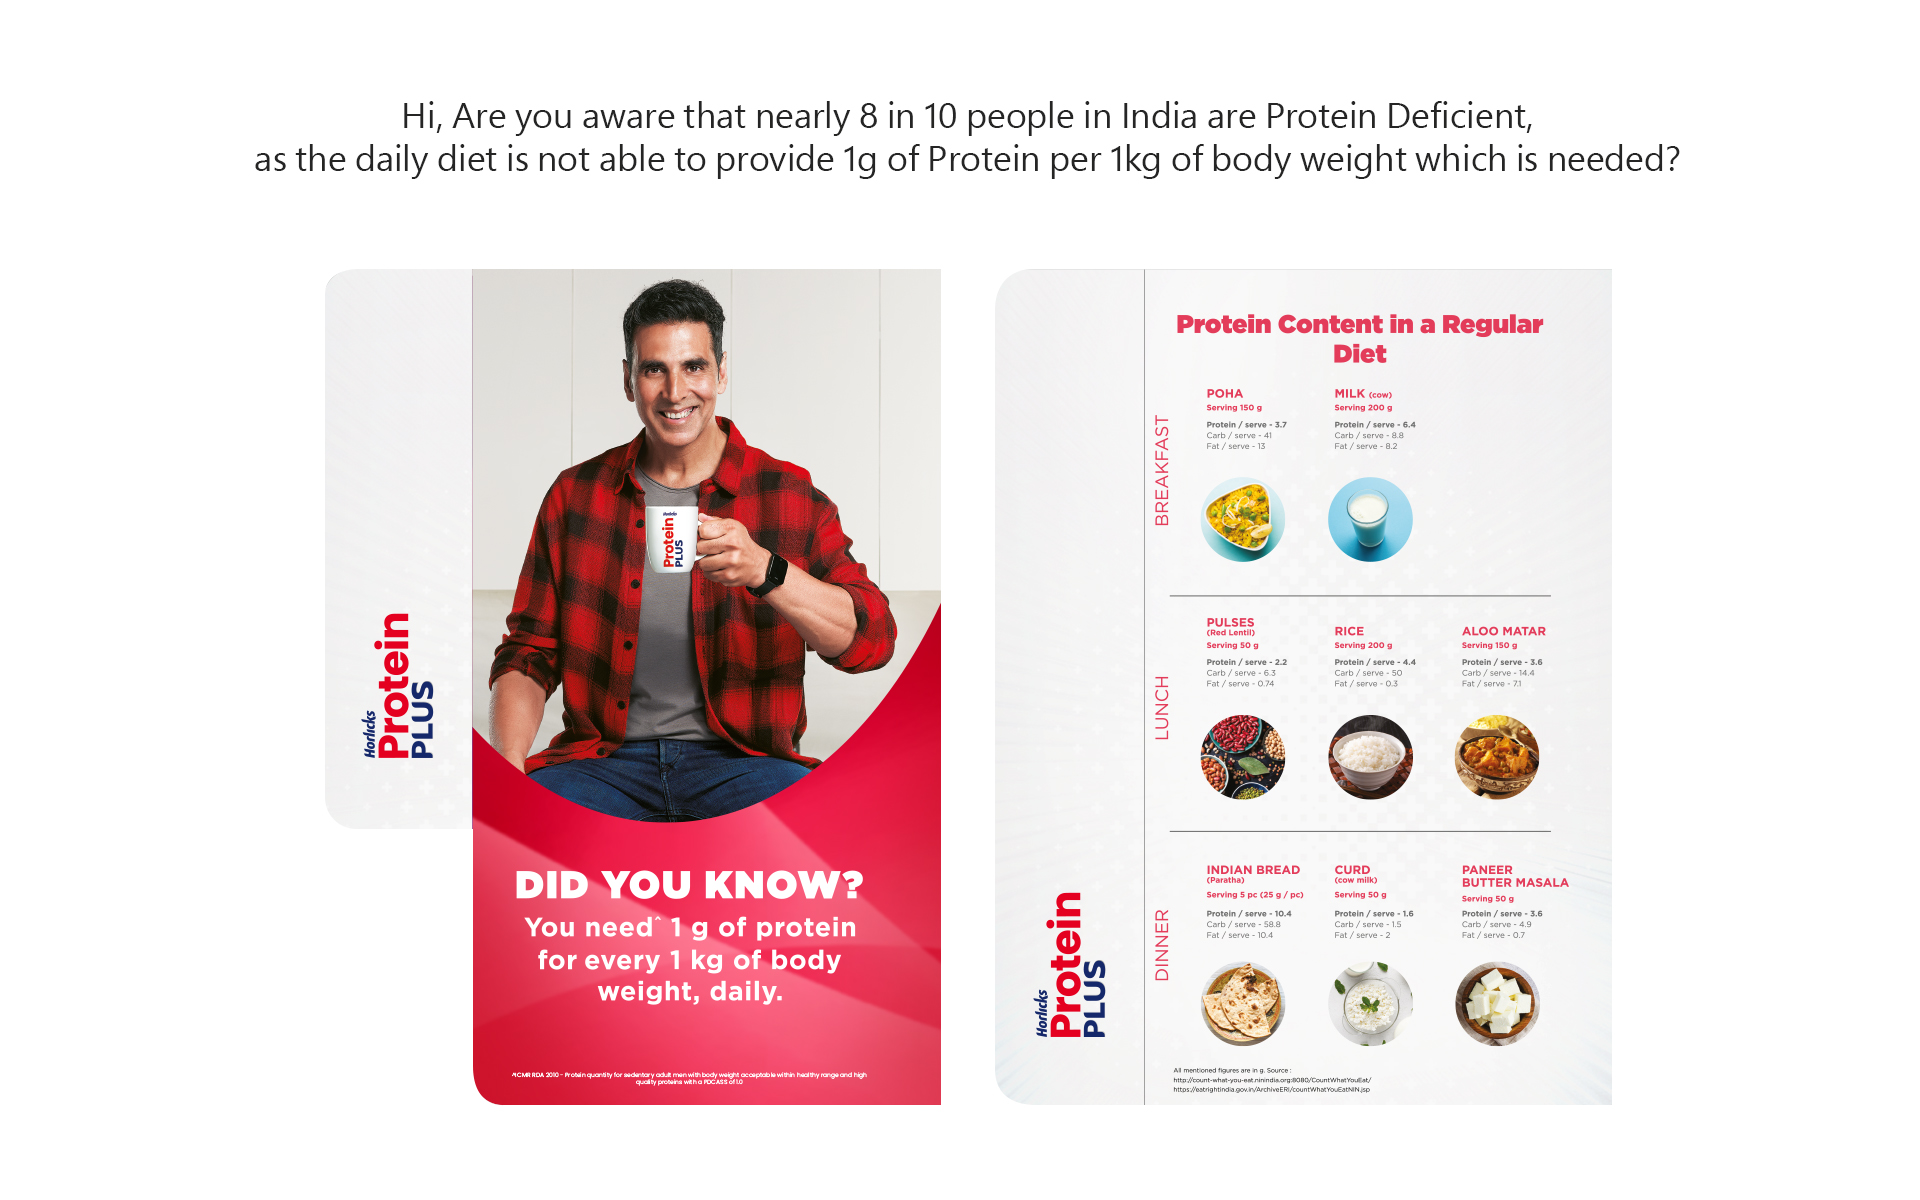 Hi, Are you aware that nearly 8 in 10 people in India are Protein Deficient,
as the daily diet is not able to provide 1g of Protein per 1kg of body weight which is needed?
Horlicks
Protein
PLUS
Horlicks
Protein
PLUS
DID YOU KNOW?
You need^ 1 g of protein
for every 1 kg of body
weight, daily.
^ICMR RDA 2010 - Protein quantity for sedentary adult men with body weight acceptable within healthy range and high
quality proteins with a PDCASS of 1.0
Protein Content in a Regular
Diet
BREAKFAST
POHA
Serving 150 g
Protein / serve - 3.7
Carb / serve - 41
Fat / serve - 13
MILK (cow)
Serving 200 g
Protein / serve - 6.4
Carb / serve - 8.8
Fat / serve - 8.2
LUNCH
PULSES
(Red Lentil)
Serving 50 g
Protein / serve - 2.2
Carb / serve - 6.3
Fat / serve - 0.74
RICE
Serving 200 g
Protein / serve - 4.4
Carb / serve - 50
Fat / serve - 0.3
ALOO MATAR
Serving 150 g
Protein / serve - 3.6
Carb / serve - 14.4
Fat / serve - 7.1
DINNER
INDIAN BREAD
(Paratha)
Serving 5 pc (25 g / pc)
Protein / serve - 10.4
Carb / serve - 58.8
Fat / serve - 10.4
CURD
(cow milk)
Serving 50 g
Protein / serve - 1.6
Carb / serve - 1.5
Fat / serve - 2
PANEER
BUTTER MASALA
Serving 50 g
Protein / serve - 3.6
Carb / serve - 4.9
Fat / serve - 0.7
Horlicks
Protein
PLUS
All mentioned figures are in g. Source :
http://count-what-you-eat.ninindia.org:8080/CountWhatYouEat/
https://eatrightindia.gov.in/ArchiveERI/countWhatYouEatNIN.jsp